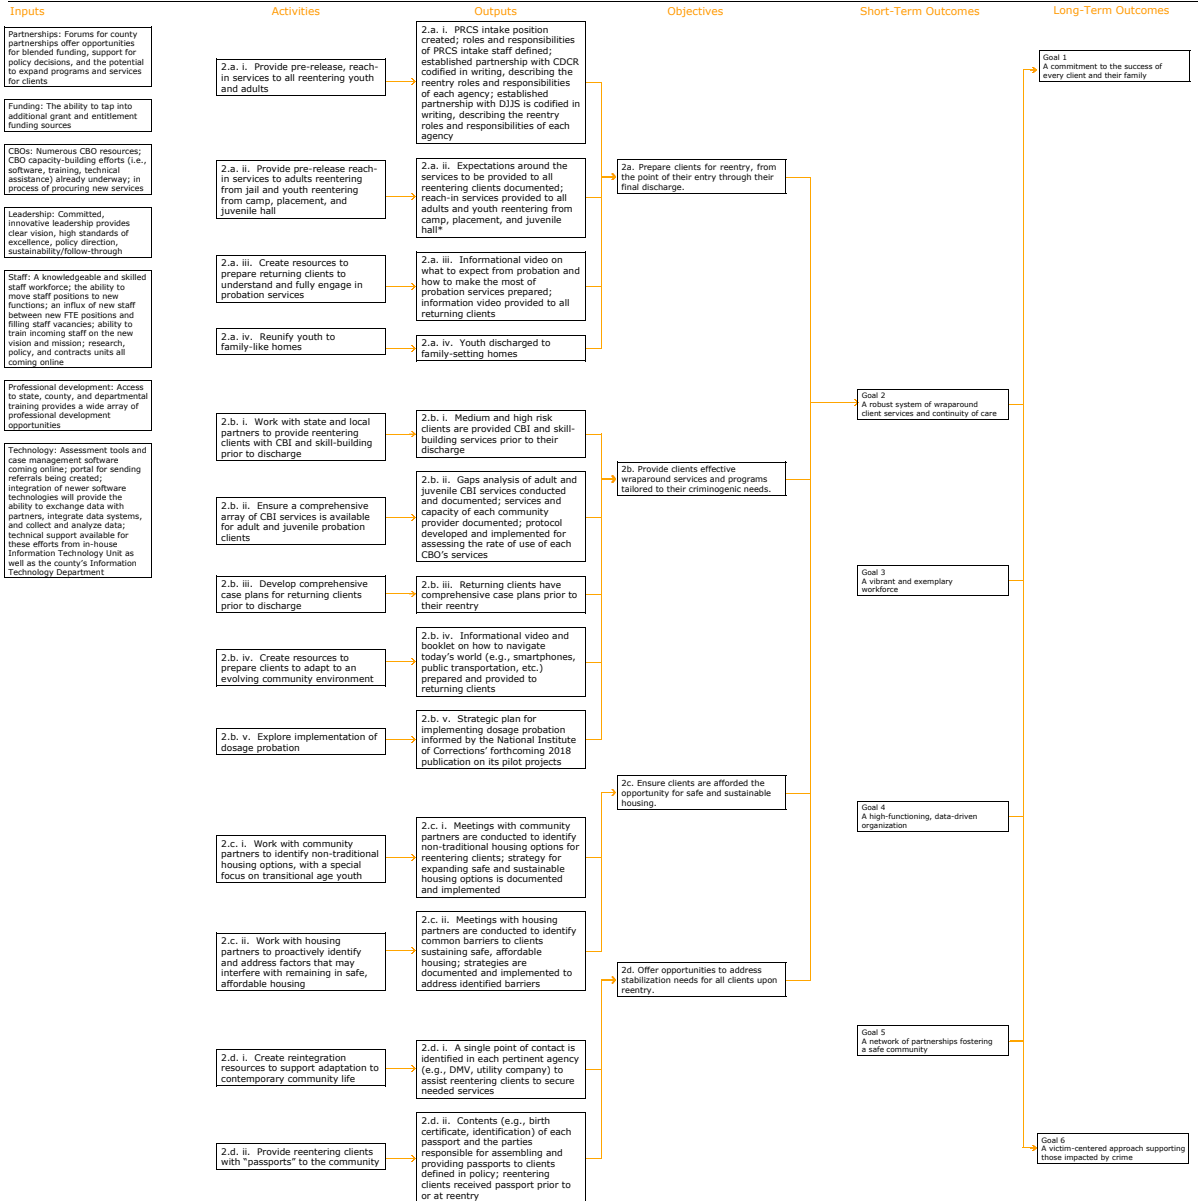 Inputs
Activities
Outputs
Objectives
Short-Term Outcomes
Long-Term Outcomes
Partnerships: Forums for county
partnerships offer opportunities
for blended funding, support for
policy decisions, and the potential
to expand programs and services
for clients
Funding: The ability to tap into
additional grant and entitlement
funding sources
CBOs: Numerous CBO resources;
CBO capacity-building efforts (i.e.,
software, training, technical
assistance) already underway; in
process of procuring new services
Leadership: Committed,
innovative leadership provides
clear vision, high standards of
excellence, policy direction,
sustainability/follow-through
Staff: A knowledgeable and skilled
staff workforce; the ability to
move staff positions to new
functions; an influx of new staff
between new FTE positions and
filling staff vacancies; ability to
train incoming staff on the new
vision and mission; research,
policy, and contracts units all
coming online
Professional development: Access
to state, county, and departmental
training provides a wide array of
professional development
opportunities
Technology: Assessment tools and
case management software
coming online; portal for sending
referrals being created;
integration of newer software
technologies will provide the
ability to exchange data with
partners, integrate data systems,
and collect and analyze data;
technical support available for
these efforts from in-house
Information Technology Unit as
well as the county's Information
Technology Department
2.a. i. Provide pre-release, reach-
in services to all reentering youth
and adults
2.a. ii. Provide pre-release reach-
in services to adults reentering
from jail and youth reentering
from camp, placement, and
juvenile hall
2.a. iii. Create resources to
prepare returning clients to
understand and fully engage in
probation services
2.a. iv. Reunify youth to
family-like homes
2.b. i. Work with state and local
partners to provide reentering
clients with CBI and skill-building
prior to discharge
2.b. ii. Ensure a comprehensive
array of CBI services is available
for adult and juvenile probation
clients
2.b. iii. Develop comprehensive
case plans for returning clients
prior to discharge
2.b. iv. Create resources to
prepare clients to adapt to an
evolving community environment
2.b. v. Explore implementation of
dosage probation
2.c. i. Work with community
partners to identify non-traditional
housing options, with a special
focus on transitional age youth
2.c. ii. Work with housing
partners to proactively identify
and address factors that may
interfere with remaining in safe,
affordable housing
2.d. i. Create reintegration
resources to support adaptation to
contemporary community life
2.d. ii. Provide reentering clients
with "passports" to the community
2.a. i. PRCS intake position
created; roles and responsibilities
of PRCS intake staff defined;
established partnership with CDCR
codified in writing, describing the
reentry roles and responsibilities
of each agency; established
partnership with DJJS is codified in
writing, describing the reentry
roles and responsibilities of each
agency
2.a. ii. Expectations around the
services to be provided to all
reentering clients documented;
reach-in services provided to all
adults and youth reentering from
camp, placement, and juvenile
hall*
2.a. iii. Informational video on
what to expect from probation and
how to make the most of
probation services prepared;
information video provided to all
returning clients
2.a. iv. Youth discharged to
family-setting homes
2.b. i. Medium and high risk
clients are provided CBI and skill-
building services prior to their
discharge
2.b. ii. Gaps analysis of adult and
juvenile CBI services conducted
and documented; services and
capacity of each community
provider documented; protocol
developed and implemented for
assessing the rate of use of each
CBO's services
2.b. iii. Returning clients have
comprehensive case plans prior to
their reentry
2.b. iv. Informational video and
booklet on how to navigate
today's world (e.g., smartphones,
public transportation, etc.)
prepared and provided to
returning clients
2.b. v. Strategic plan for
implementing dosage probation
informed by the National Institute
of Corrections' forthcoming 2018
publication on its pilot projects
2.c. i. Meetings with community
partners are conducted to identify
non-traditional housing options for
reentering clients; strategy for
expanding safe and sustainable
housing options is documented
and implemented
2.c. ii. Meetings with housing
partners are conducted to identify
common barriers to clients
sustaining safe, affordable
housing; strategies are
documented and implemented to
address identified barriers
2.d. i. A single point of contact is
identified in each pertinent agency
(e.g., DMV, utility company) to
assist reentering clients to secure
needed services
2.d. ii. Contents (e.g., birth
certificate, identification) of each
passport and the parties
responsible for assembling and
providing passports to clients
defined in policy; reentering
clients received passport prior to
or at reentry
2a. Prepare clients for reentry, from
the point of their entry through their
final discharge.
2b. Provide clients effective
wraparound services and programs
tailored to their criminogenic needs.
2c. Ensure clients are afforded the
opportunity for safe and sustainable
housing.
2d. Offer opportunities to address
stabilization needs for all clients upon
reentry.
Goal 2
A robust system of wraparound
client services and continuity of care
Goal 3
A vibrant and exemplary
workforce
Goal 4
A high-functioning, data-driven
organization
Goal 5
A network of partnerships fostering
a safe community
Goal 1
A commitment to the success of
every client and their family
Goal 6
A victim-centered approach supporting
those impacted by crime